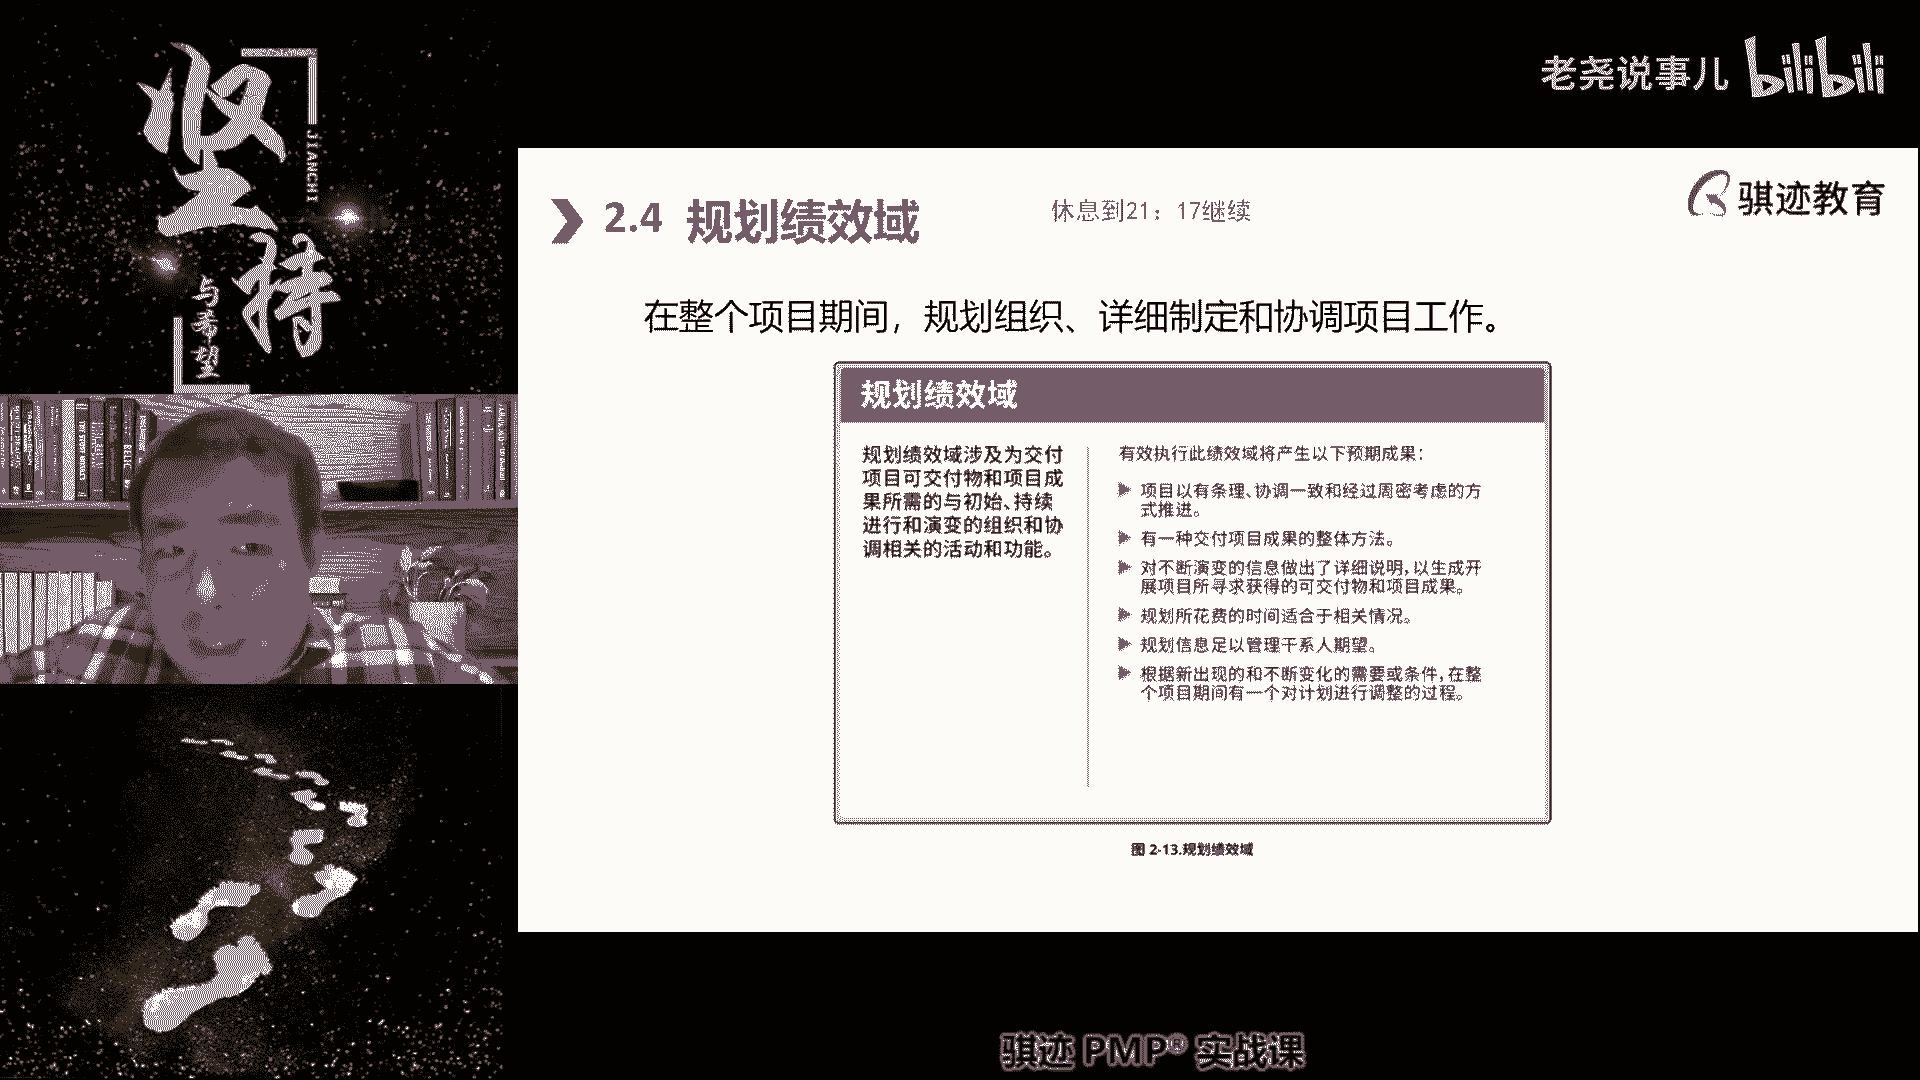 坚持
JIANCHI
与希望
老尧说事儿 bilibili
骐迹教育
2.4 规划绩效域
休息到21：17继续
在整个项目期间，规划组织、详细制定和协调项目工作。
规划绩效域
规划绩效域涉及为交付
项目可交付物和项目成
果所需的与初始、持续
进行和演变的组织和协
调相关的活动和功能。
有效执行此绩效域将产生以下预期成果：
项目以有条理、协调一致和经过周密考虑的方
式推进。
有一种交付项目成果的整体方法。
对不断演变的信息做出了详细说明，以生成开
展项目所寻求获得的可交付物和项目成果。
规划所花费的时间适合于相关情况。
规划信息足以管理干系人期望。
根据新出现的和不断变化的需要或条件，在整
个项目期间有一个对计划进行调整的过程。
图 2-13.规划绩效域
骐迹 PMP® 实战课